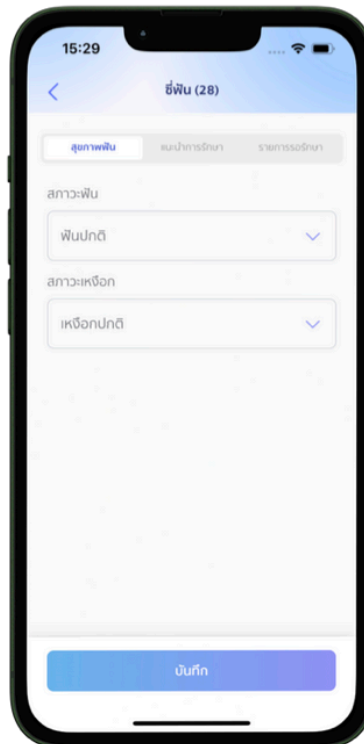 15:29
ซี่ฟัน (28)
สุขภาพฟัน แนะนำการรักษา รายการรอรักษา
สภาวะฟัน
ฟันปกติ
สภาวะเหงือก
เหงือกปกติ
บันทึก